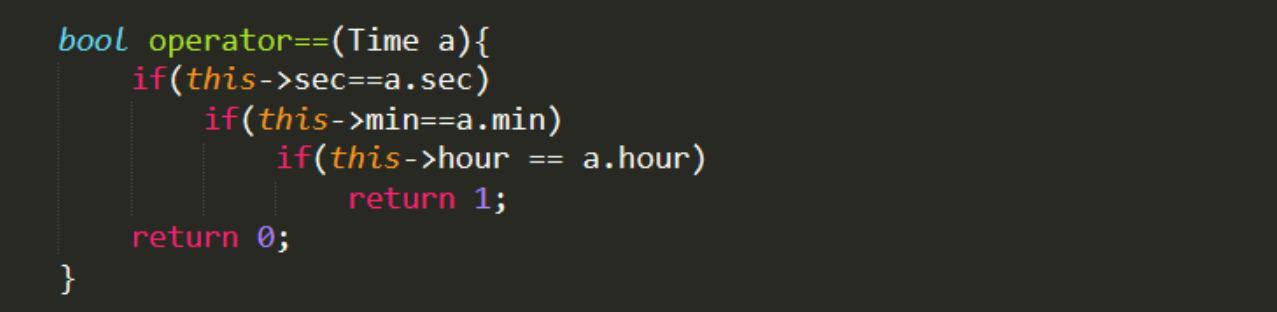 bool operator==(Time a){
    if(this->sec==a.sec)
        if(this->min==a.min)
            if(this->hour == a.hour)
                return 1;
    return 0;
}